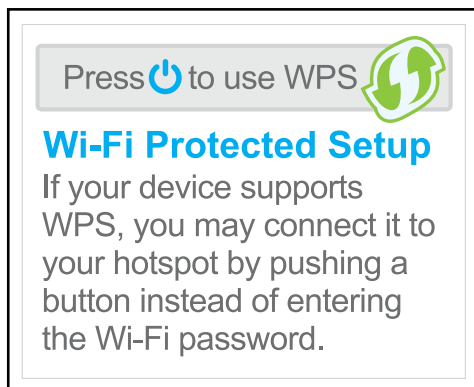 Press to use WPS
Wi-Fi Protected Setup
If your device supports
WPS, you may connect it to
your hotspot by pushing a
button instead of entering
the Wi-Fi password.